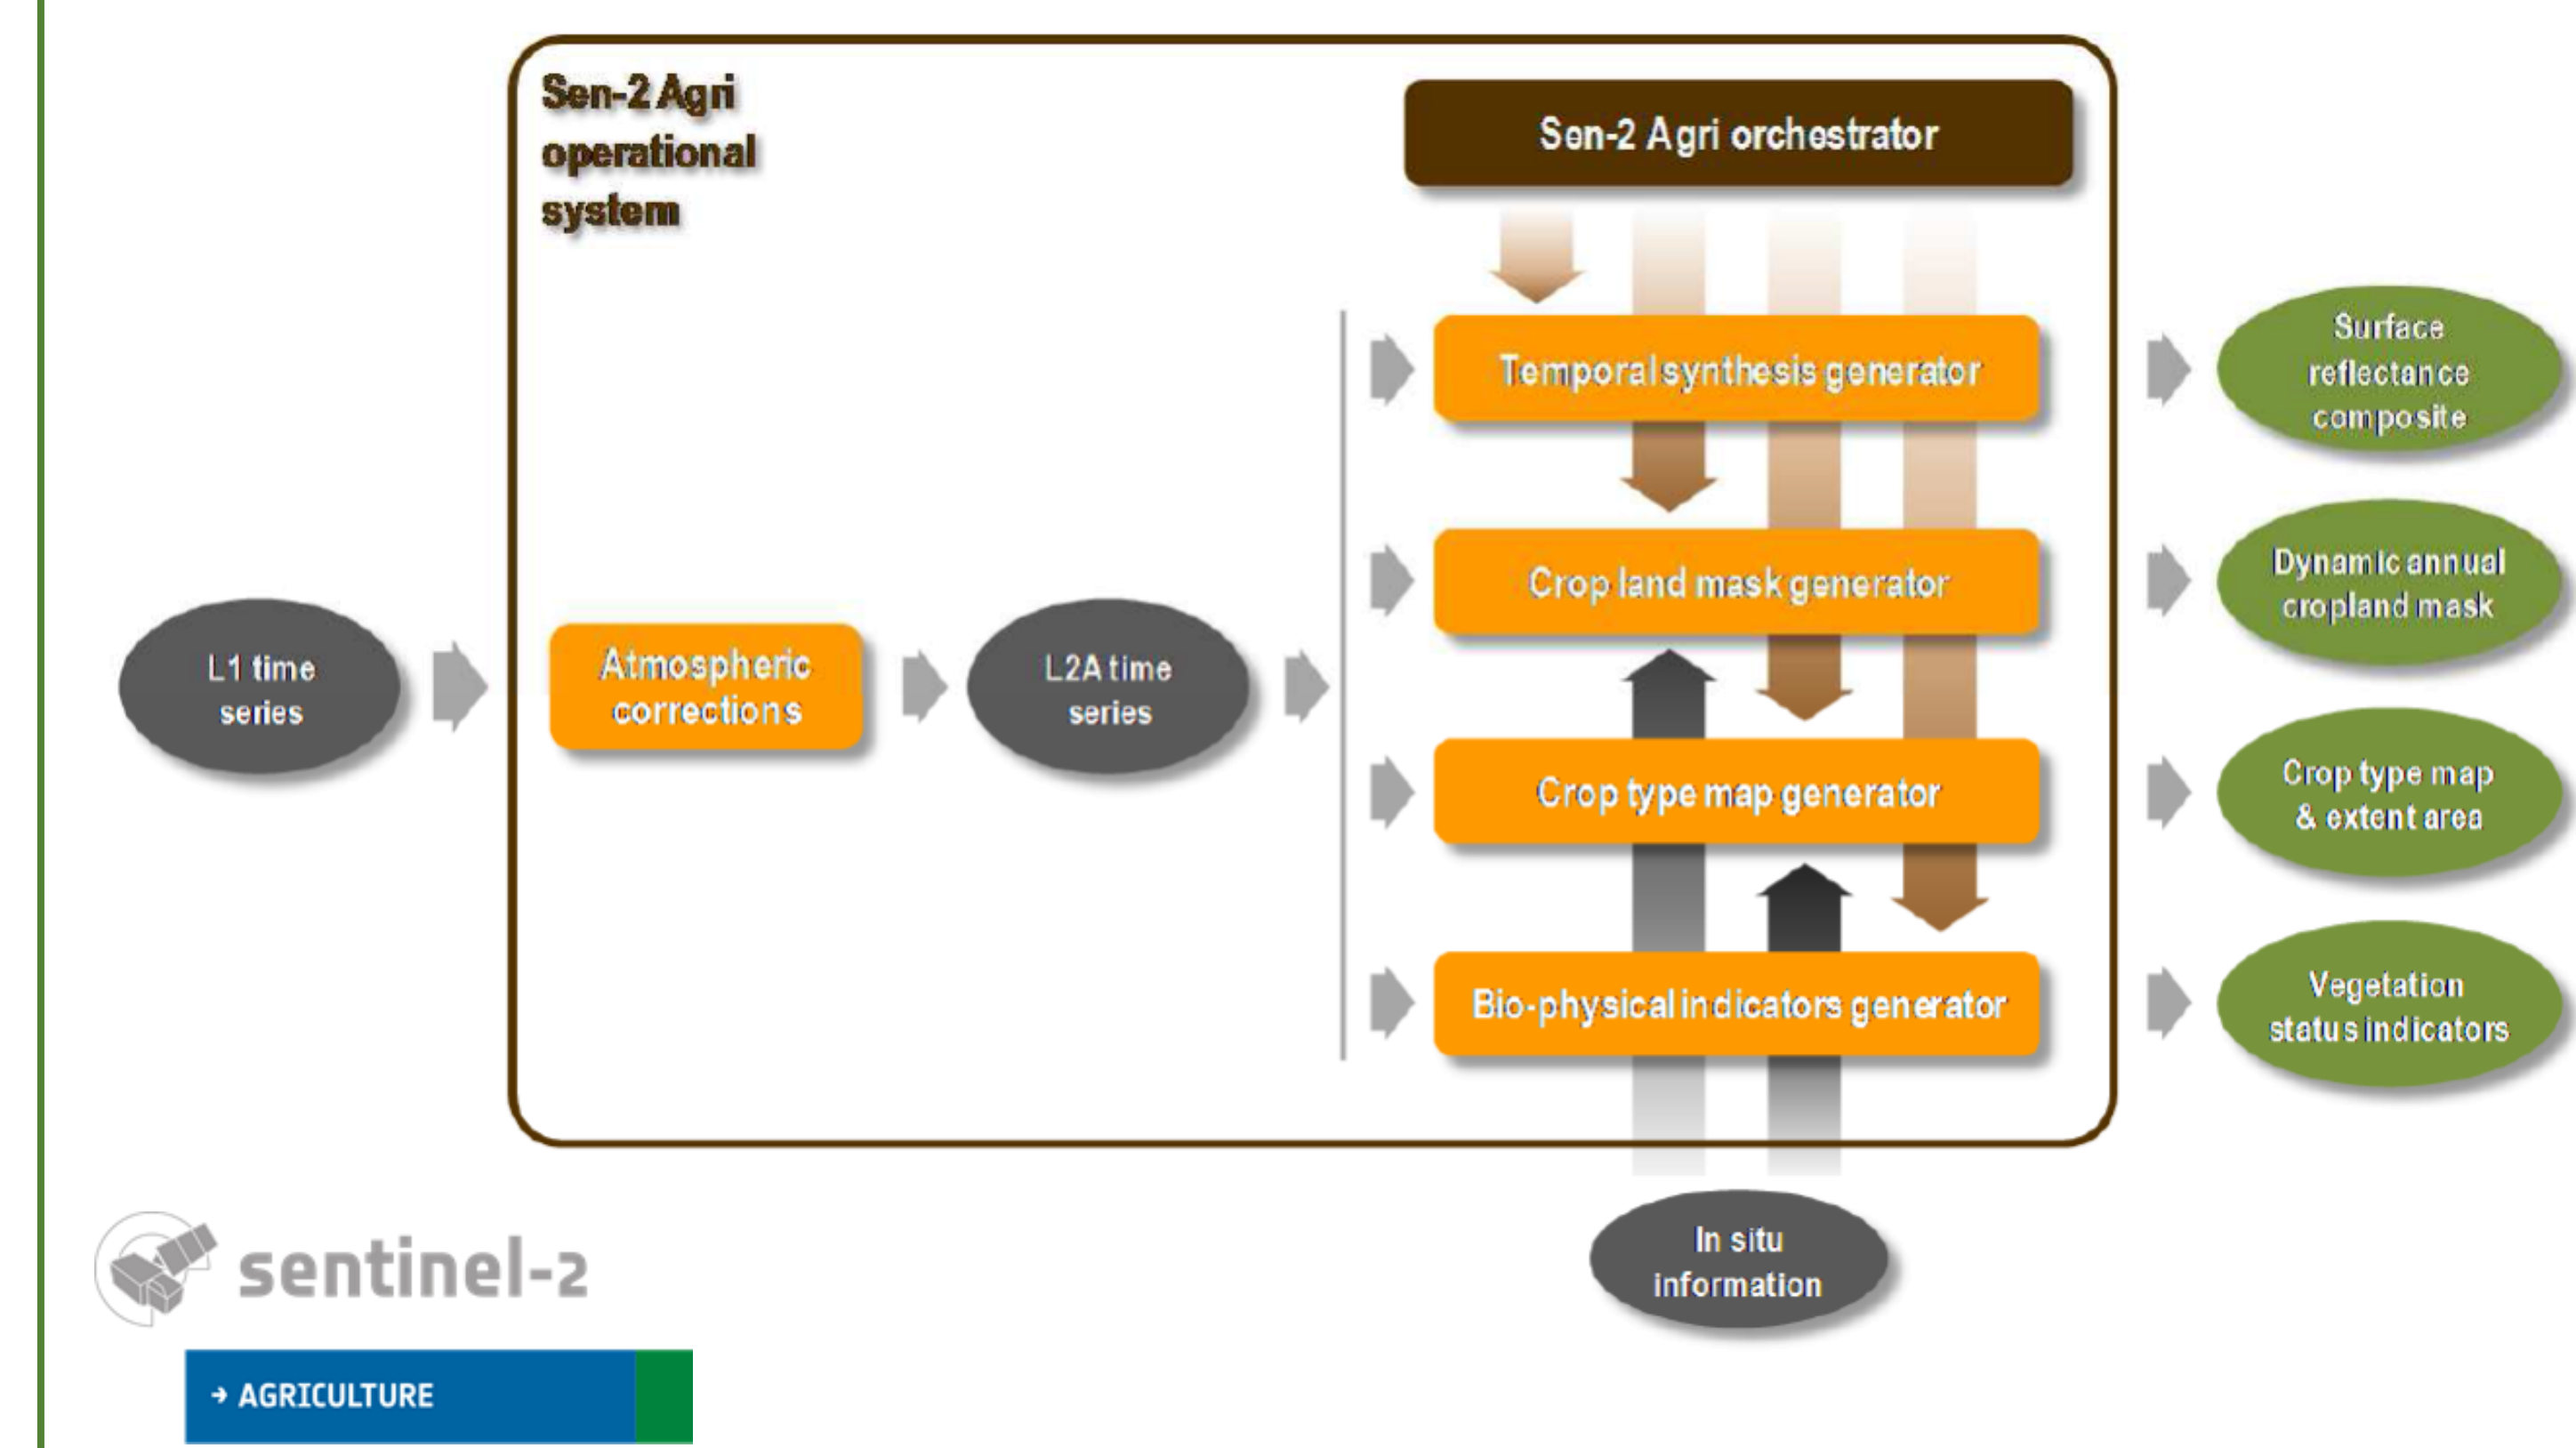 Sen-2 Agri
operational
system
Sen-2 Agri orchestrator
Temporal synthesis generator
Surface
reflectance
composite
Crop land mask generator
Dynamic annual
cropland mask
L1 time
series
Atmospheric
corrections
L2A time
series
Crop type map generator
Crop type map
& extent area
Bio-physical indicators generator
Vegetation
status indicators
In situ
information
sentinel-2
→ AGRICULTURE